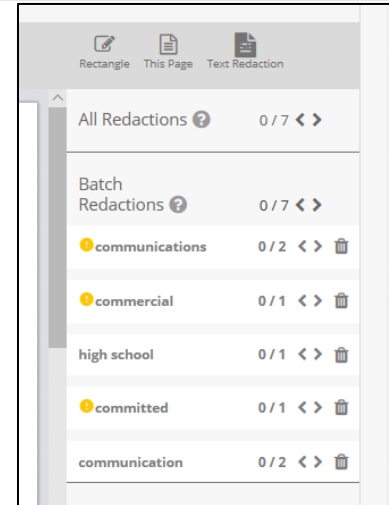 Rectangle This Page Text Redaction
All Redactions ? 0 / 7 < >
Batch
Redactions ? 0 / 7 < >
! communications 0 / 2 < >
! commercial 0 / 1 < >
high school 0 / 1 < >
! committed 0 / 1 < >
communication 0 / 2 < >